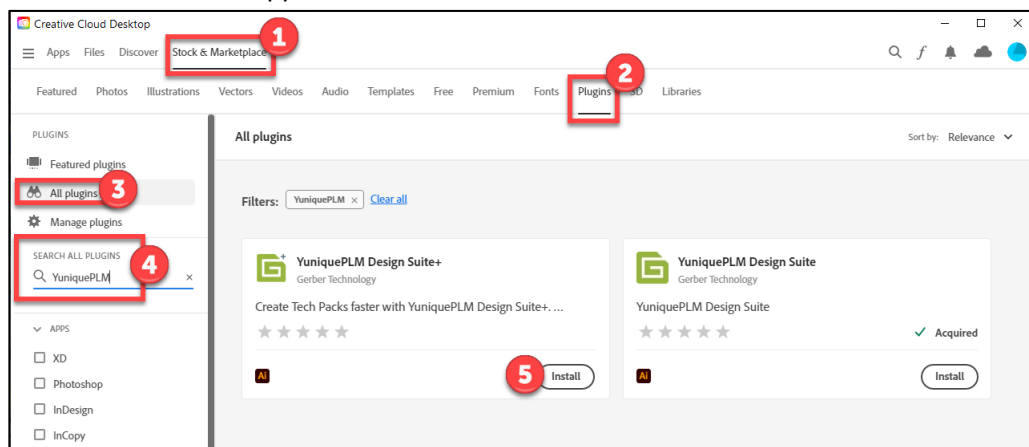 Creative Cloud Desktop
1
Apps Files Discover Stock & Marketplace
2
Featured Photos Illustrations Vectors Videos Audio Templates Free Premium Fonts Plugins 3D Libraries
PLUGINS
Featured plugins
All plugins
3
Manage plugins
SEARCH ALL PLUGINS
YuniquePLM
4
APPS
XD
Photoshop
InDesign
InCopy
All plugins
Sort by: Relevance
Filters: YuniquePLM × Clear all
YuniquePLM Design Suite+
Gerber Technology
Create Tech Packs faster with YuniquePLM Design Suite+. ...
Ai
5
Install
YuniquePLM Design Suite
Gerber Technology
YuniquePLM Design Suite
Acquired
Ai
Install